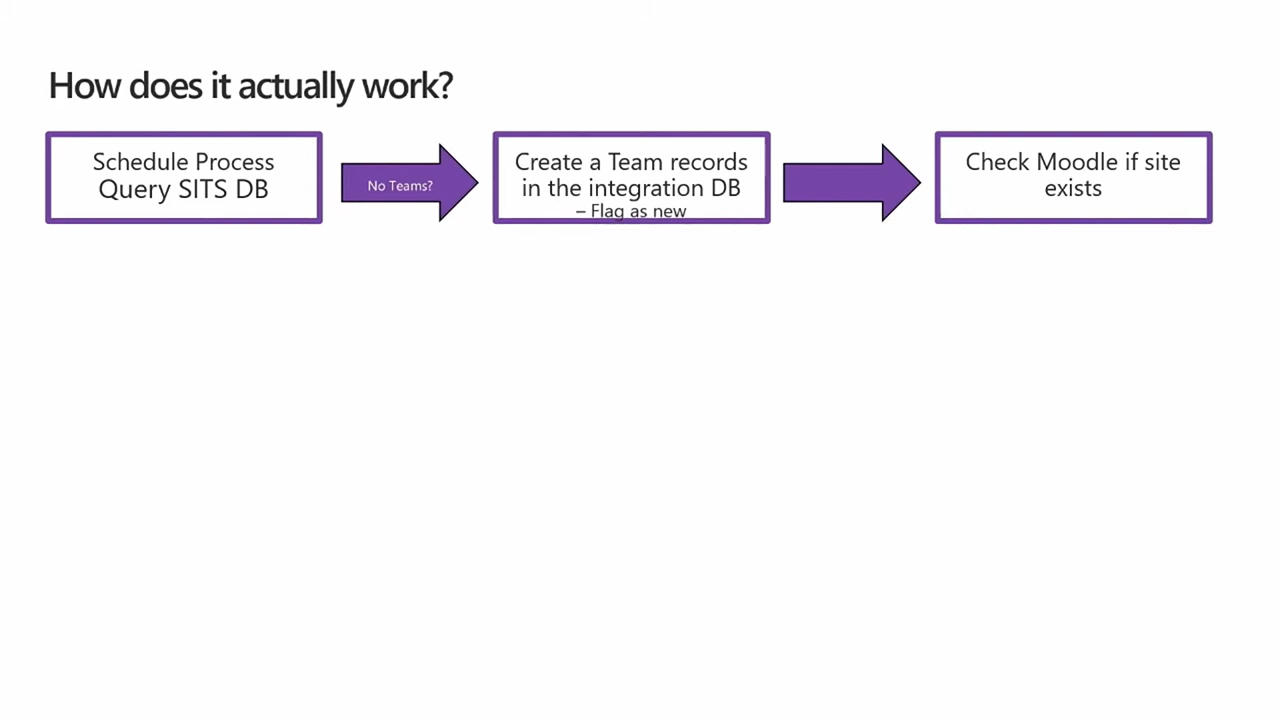 How does it actually work?
Schedule Process
Query SITS DB
No Teams?
Create a Team records
in the integration DB
– Flag as new
Check Moodle if site
exists